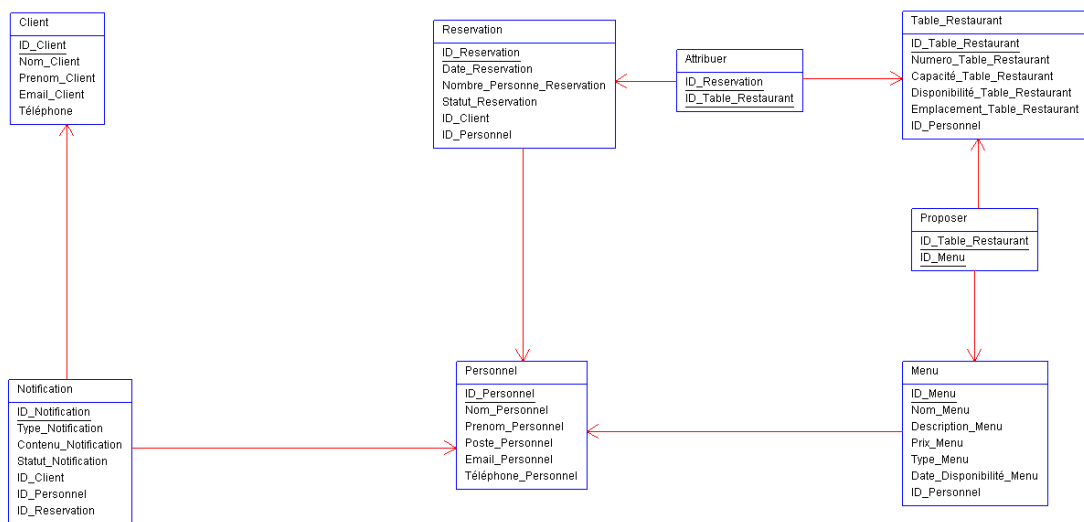 Client
ID_Client
Nom_Client
Prenom_Client
Email_Client
Téléphone
Reservation
ID_Reservation
Date_Reservation
Nombre_Personne_Reservation
Statut_Reservation
ID_Client
ID_Personnel
Attribuer
ID_Reservation
ID_Table_Restaurant
Table_Restaurant
ID_Table_Restaurant
Numero_Table_Restaurant
Capacité_Table_Restaurant
Disponibilité_Table_Restaurant
Emplacement_Table_Restaurant
ID_Personnel
Proposer
ID_Table_Restaurant
ID_Menu
Notification
ID_Notification
Type_Notification
Contenu_Notification
Statut_Notification
ID_Client
ID_Personnel
ID_Reservation
Personnel
ID_Personnel
Nom_Personnel
Prenom_Personnel
Poste_Personnel
Email_Personnel
Téléphone_Personnel
Menu
ID_Menu
Nom_Menu
Description_Menu
Prix_Menu
Type_Menu
Date_Disponibilité_Menu
ID_Personnel